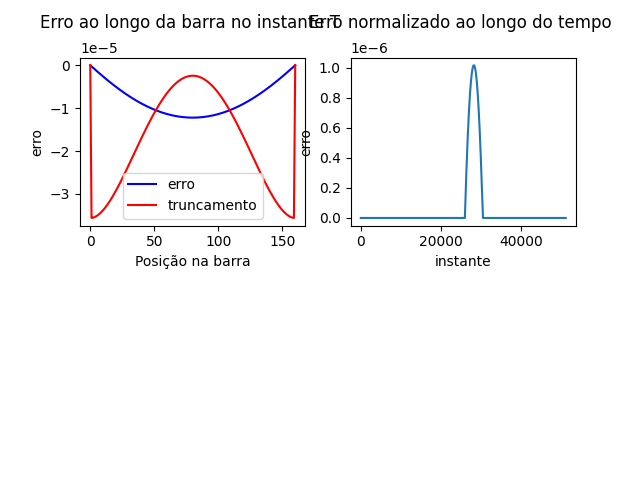 Erro ao longo da barra no instante T
Erro normalizado ao longo do tempo
1e−5
0
−1
−2
−3
erro
erro
truncamento
0
50
100
150
Posição na barra
1e−6
1.0
0.8
0.6
0.4
0.2
0.0
erro
0
20000
40000
instante